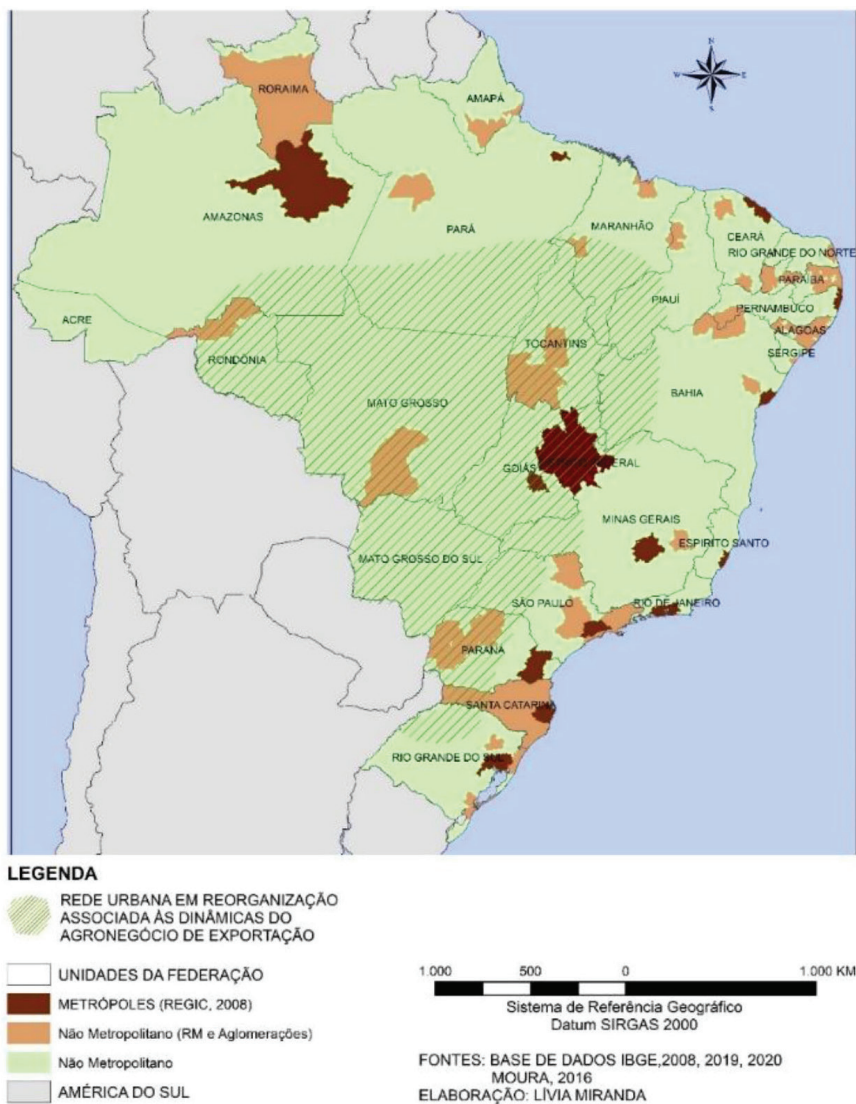 N
W
E
S
RORAIMA
AMAPÁ
AMAZONAS
PARÁ
MARANHÃO
CEARÁ
RIO GRANDE DO NORTE
PARAÍBA
PIAUÍ
PERNAMBUCO
ACRE
ALAGOAS
TOCANTINS
SERGIPE
RONDÔNIA
BAHIA
MATO GROSSO
GOIÁS
MINAS GERAIS
ESPÍRITO SANTO
MATO GROSSO DO SUL
SÃO PAULO
RIO DE JANEIRO
PARANÁ
SANTA CATARINA
RIO GRANDE DO SUL
LEGENDA
REDE URBANA EM REORGANIZAÇÃO
ASSOCIADA ÀS DINÂMICAS DO
AGRONEGÓCIO DE EXPORTAÇÃO
UNIDADES DA FEDERAÇÃO
METRÓPOLES (REGIC, 2008)
Não Metropolitano (RM e Aglomerações)
Não Metropolitano
AMÉRICA DO SUL
1.000 500 0 1.000 KM
Sistema de Referência Geográfico
Datum SIRGAS 2000
FONTES: BASE DE DADOS IBGE,2008, 2019, 2020
MOURA, 2016
ELABORAÇÃO: LÍVIA MIRANDA